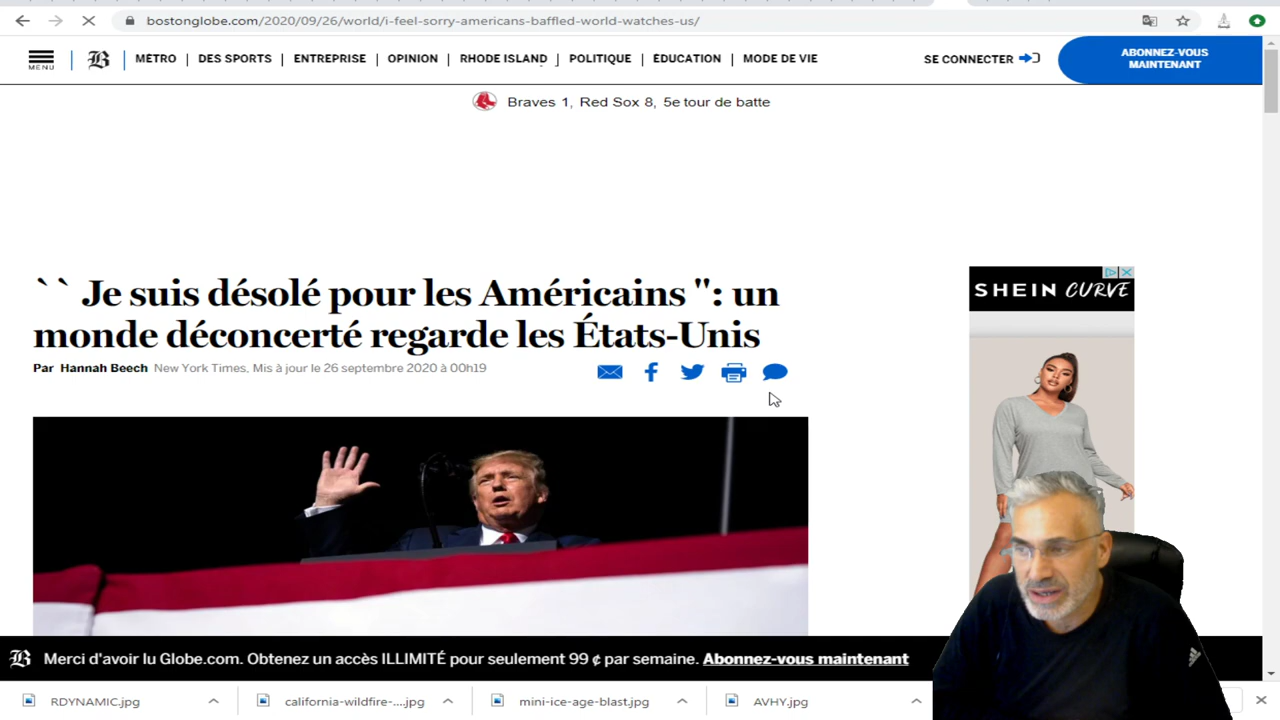 bostonglobe.com/2020/09/26/world/i-feel-sorry-americans-baffled-world-watches-us/
MENU
B
MÉTRO | DES SPORTS | ENTREPRISE | OPINION | RHODE ISLAND | POLITIQUE | ÉDUCATION | MODE DE VIE
SE CONNECTER
ABONNEZ-VOUS
MAINTENANT
Braves 1, Red Sox 8, 5e tour de batte
`` Je suis désolé pour les Américains ": un
monde déconcerté regarde les États-Unis
Par Hannah Beech New York Times, Mis à jour le 26 septembre 2020 à 00h19
SHEIN CURVE
B Merci d'avoir lu Globe.com. Obtenez un accès ILLIMITÉ pour seulement 99 ¢ par semaine. Abonnez-vous maintenant
RDYNAMIC.jpg
california-wildfire-....jpg
mini-ice-age-blast.jpg
AVHY.jpg